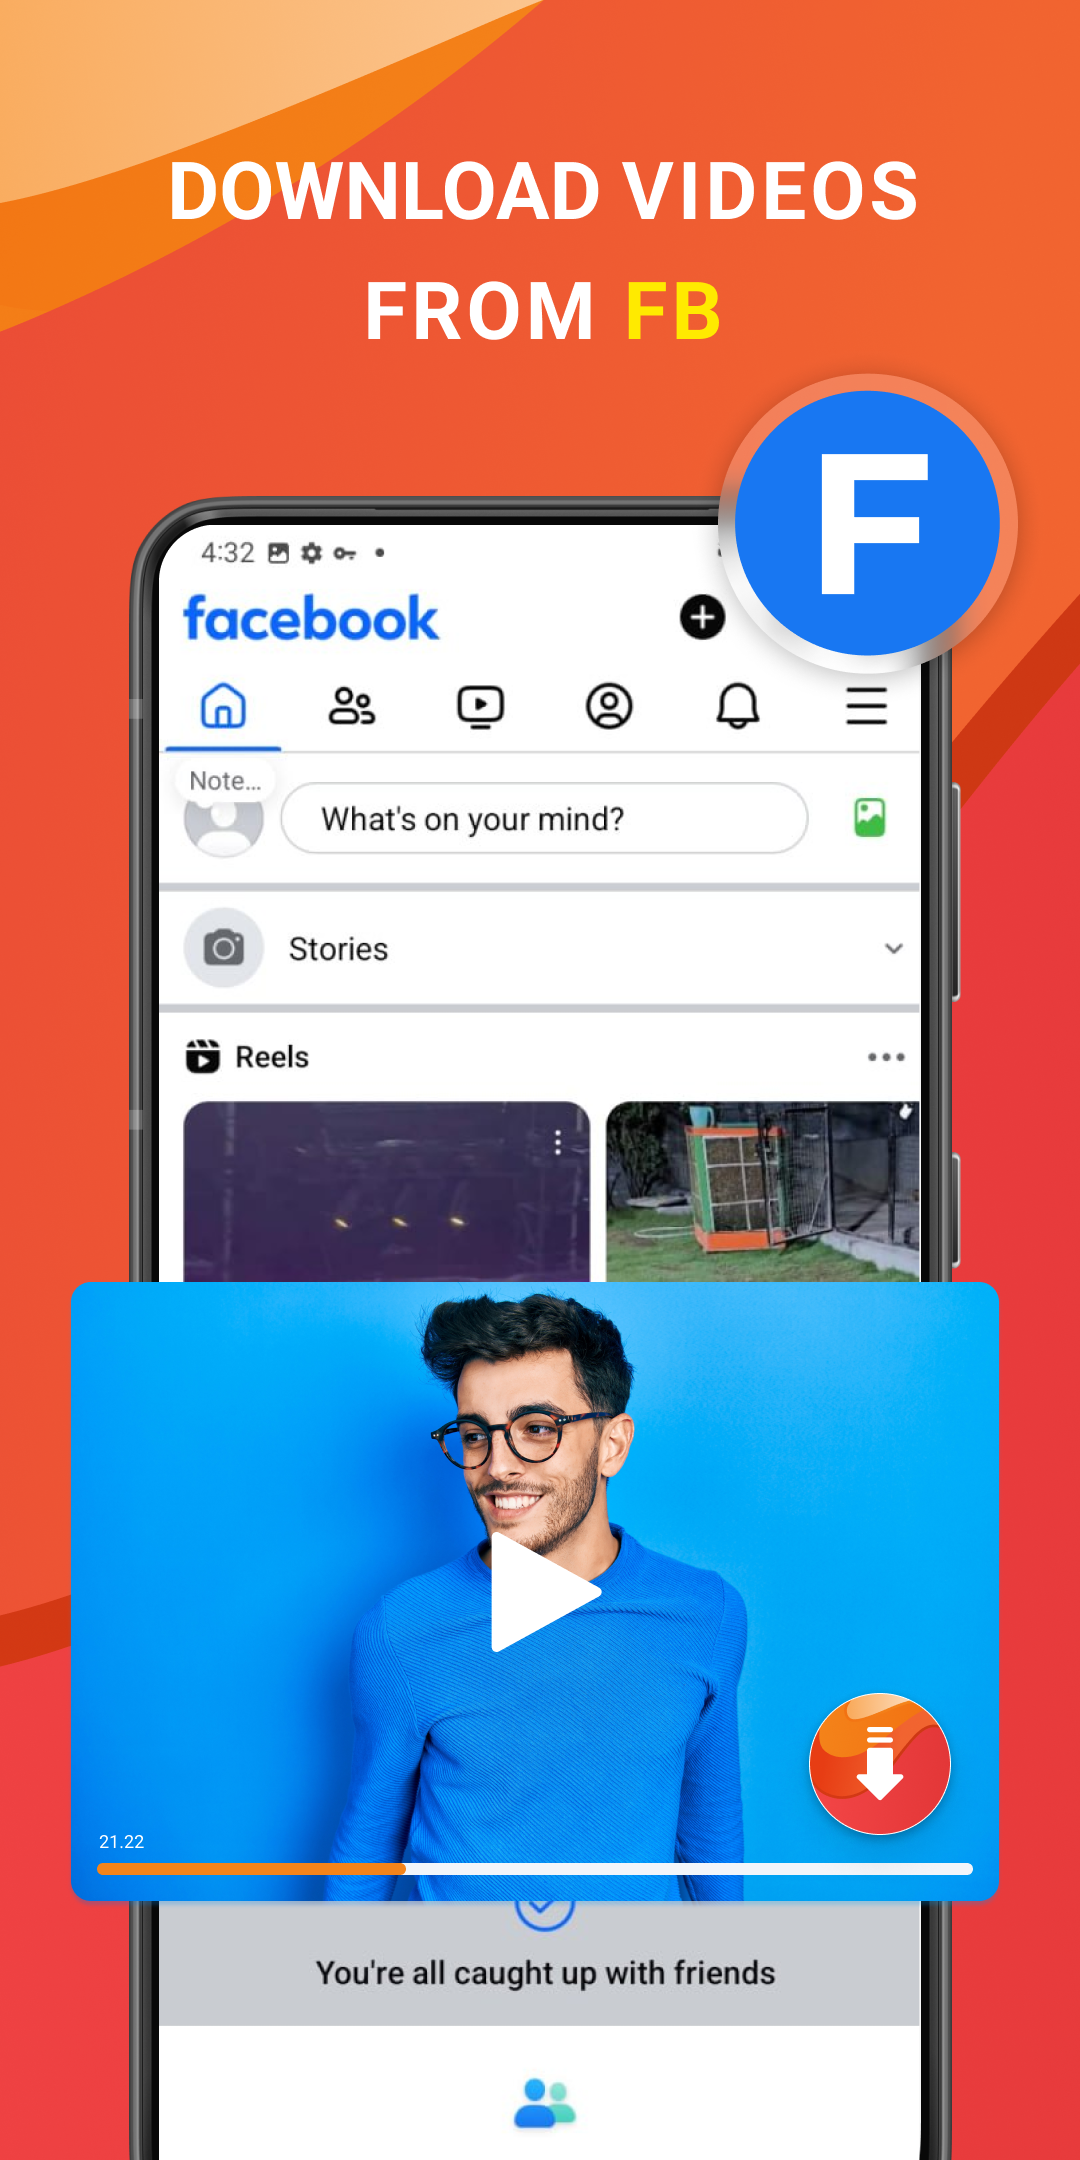 DOWNLOAD VIDEOS
FROM FB
F
4:32
facebook
Note...
What's on your mind?
Stories
Reels
21.22
You're all caught up with friends